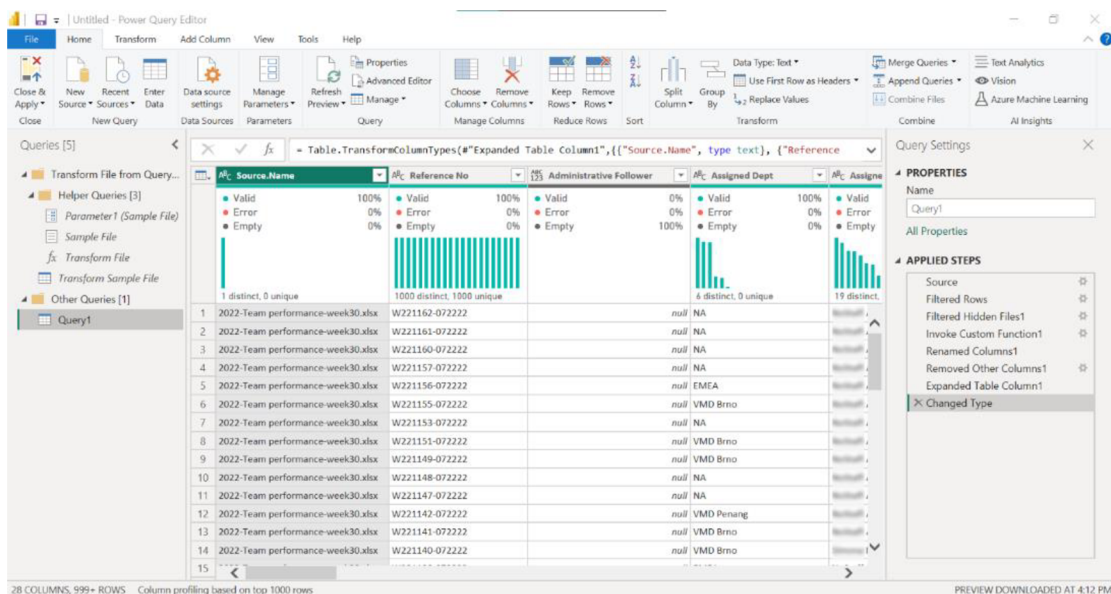 Untitled - Power Query Editor
File Home Transform Add Column View Tools Help
Close & Apply
New Source
Recent Sources
Enter Data
Data source settings
Manage Parameters
Refresh Preview
Properties
Advanced Editor
Manage
Choose Columns
Remove Columns
Keep Rows
Remove Rows
Split Column
Group By
Data Type: Text
Use First Row as Headers
Replace Values
Merge Queries
Append Queries
Combine Files
Text Analytics
Vision
Azure Machine Learning
Close New Query Data Sources Parameters Query Manage Columns Reduce Rows Sort Transform Combine AI Insights
Queries [5]
Transform File from Query...
Helper Queries [3]
Parameter1 (Sample File)
Sample File
fx Transform File
Transform Sample File
Other Queries [1]
Query1
fx = Table.TransformColumnTypes(#"Expanded Table Column1",{{"Source.Name", type text}, {"Reference
ABC Source.Name ABC Reference No ABC 123 Administrative Follower ABC Assigned Dept ABC Assigne
Valid 100% Valid 100% Valid 0% Valid 100% Valid
Error 0% Error 0% Error 0% Error 0% Error
Empty 0% Empty 0% Empty 100% Empty 0% Empty
1 distinct, 0 unique 1000 distinct, 1000 unique 6 distinct, 0 unique 19 distinct,
1 2022-Team performance-week30.xlsx W221162-072222 null NA
2 2022-Team performance-week30.xlsx W221161-072222 null NA
3 2022-Team performance-week30.xlsx W221160-072222 null NA
4 2022-Team performance-week30.xlsx W221157-072222 null NA
5 2022-Team performance-week30.xlsx W221156-072222 null EMEA
6 2022-Team performance-week30.xlsx W221155-072222 null VMD Brno
7 2022-Team performance-week30.xlsx W221153-072222 null NA
8 2022-Team performance-week30.xlsx W221151-072222 null VMD Brno
9 2022-Team performance-week30.xlsx W221149-072222 null VMD Brno
10 2022-Team performance-week30.xlsx W221148-072222 null NA
11 2022-Team performance-week30.xlsx W221147-072222 null NA
12 2022-Team performance-week30.xlsx W221142-072222 null VMD Penang
13 2022-Team performance-week30.xlsx W221141-072222 null VMD Brno
14 2022-Team performance-week30.xlsx W221140-072222 null VMD Brno
15
Query Settings
PROPERTIES
Name
Query1
All Properties
APPLIED STEPS
Source
Filtered Rows
Filtered Hidden Files1
Invoke Custom Function1
Renamed Columns1
Removed Other Columns1
Expanded Table Column1
Changed Type
28 COLUMNS, 999+ ROWS Column profiling based on top 1000 rows PREVIEW DOWNLOADED AT 4:12 PM